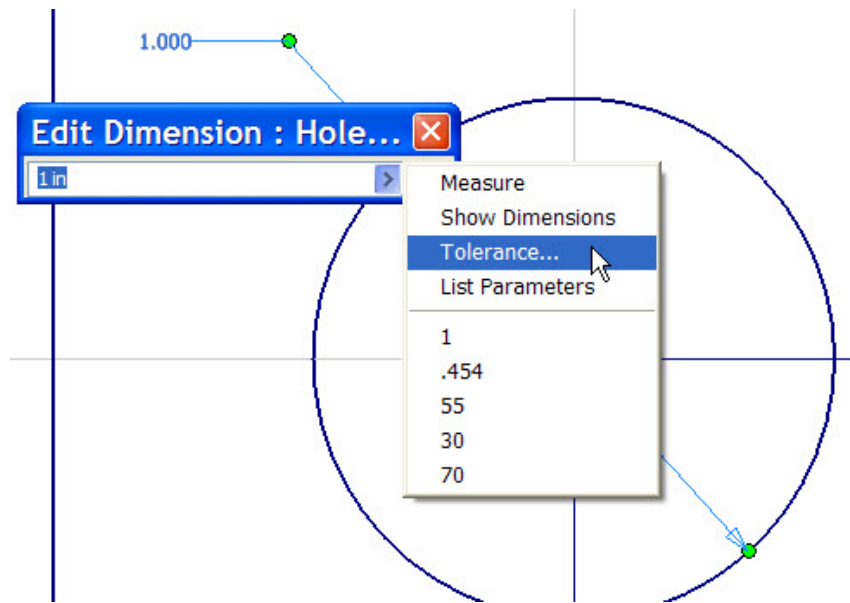 1.000
Edit Dimension : Hole...
1 in
Measure
Show Dimensions
Tolerance...
List Parameters
1
.454
55
30
70